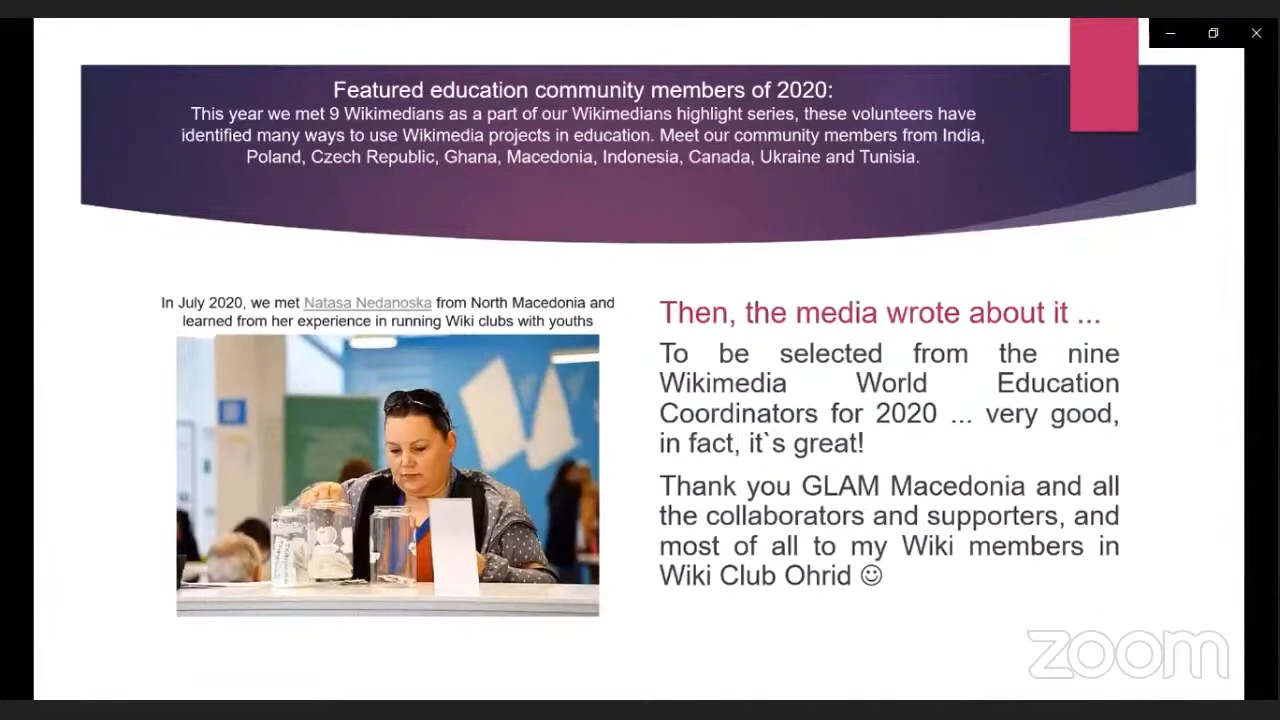 Featured education community members of 2020:
This year we met 9 Wikimedians as a part of our Wikimedians highlight series, these volunteers have
identified many ways to use Wikimedia projects in education. Meet our community members from India,
Poland, Czech Republic, Ghana, Macedonia, Indonesia, Canada, Ukraine and Tunisia.
In July 2020, we met Natasa Nedanoska from North Macedonia and
learned from her experience in running Wiki clubs with youths
Then, the media wrote about it ...
To be selected from the nine
Wikimedia World Education
Coordinators for 2020 ... very good,
in fact, it`s great!
Thank you GLAM Macedonia and all
the collaborators and supporters, and
most of all to my Wiki members in
Wiki Club Ohrid ☺
zoom